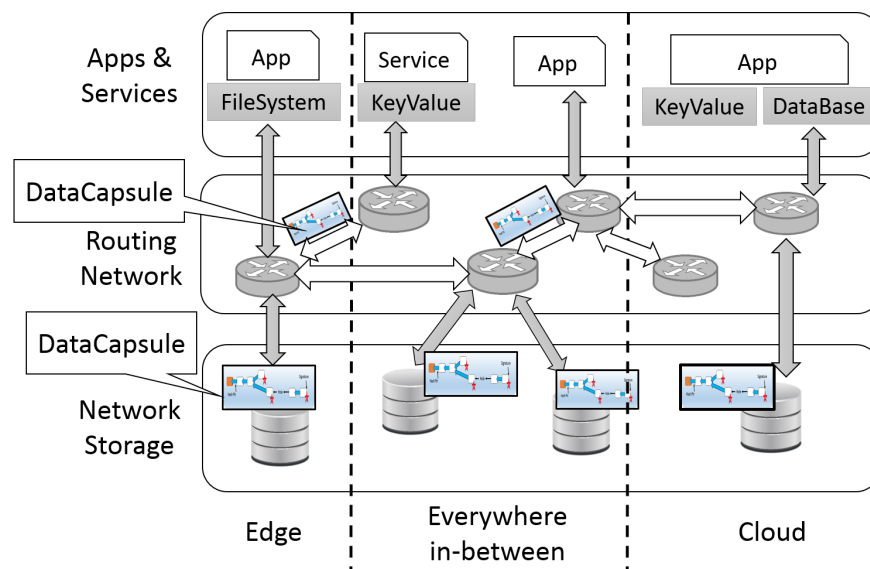 Apps &
Services
App
FileSystem
Service
KeyValue
App
App
KeyValue
DataBase
DataCapsule
Routing
Network
DataCapsule
Network
Storage
Edge
Everywhere
in-between
Cloud